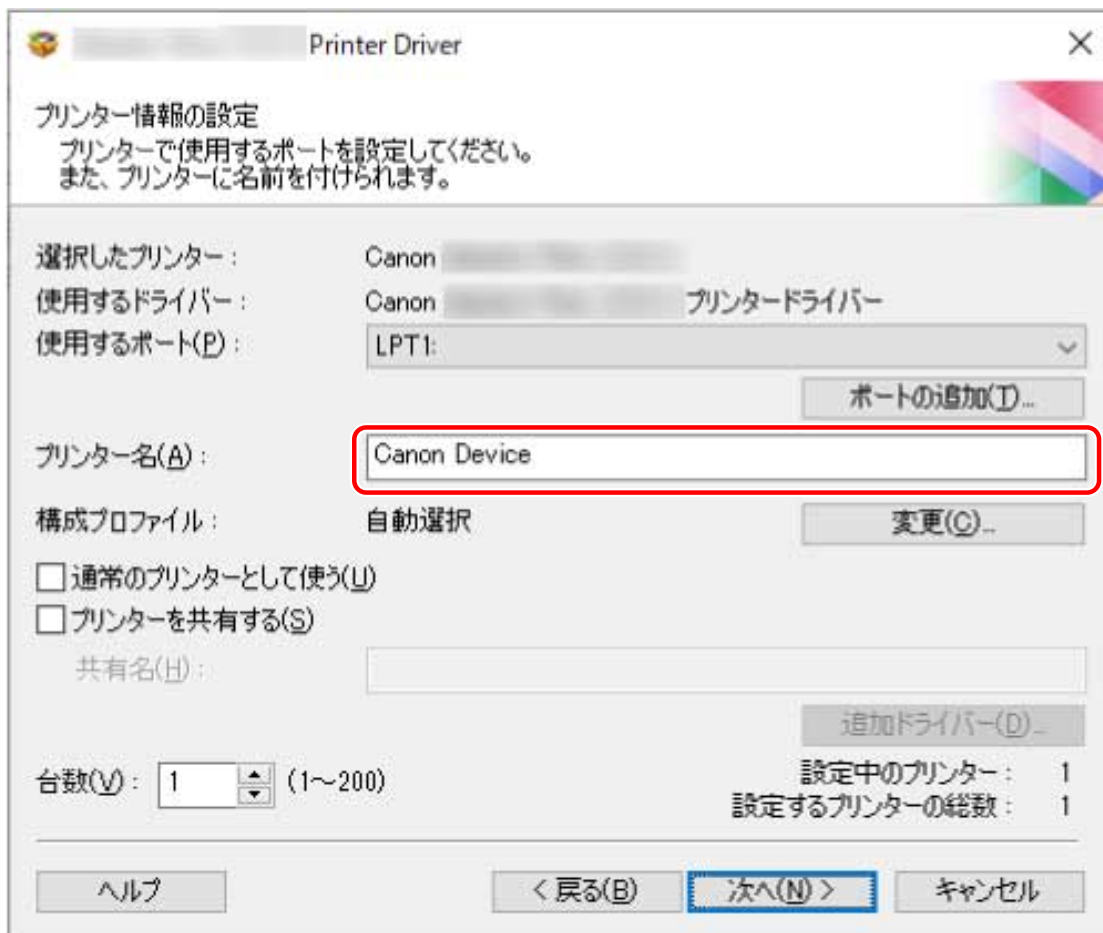 Printer Driver
プリンター情報の設定
プリンターで使用するポートを設定してください。
また、プリンターに名前を付けられます。
選択したプリンター： Canon
使用するドライバー： Canon プリンタードライバー
使用するポート(P)： LPT1:
ポートの追加(T)...
プリンター名(A)： Canon Device
構成プロファイル： 自動選択 変更(C)...
通常のプリンターとして使う(U)
プリンターを共有する(S)
共有名(H)：
追加ドライバー(D)...
台数(V)： 1 (1～200) 設定中のプリンター： 1
設定するプリンターの総数： 1
ヘルプ < 戻る(B) 次へ(N) > キャンセル